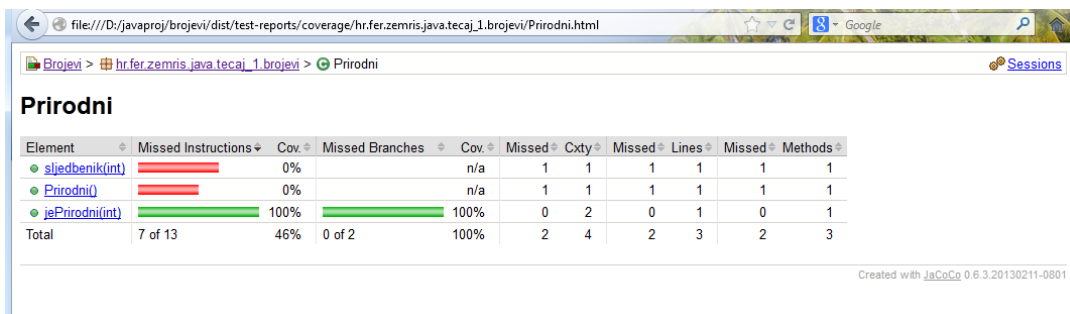 file:///D:/javaproj/brojevi/dist/test-reports/coverage/hr.fer.zemris.java.tecaj_1.brojevi/Prirodni.html
8 - Google
Brojevi > hr.fer.zemris.java.tecaj_1.brojevi > C Prirodni
Sessions
Prirodni
Element Missed Instructions Cov. Missed Branches Cov. Missed Cxty Missed Lines Missed Methods
sljedbenik(int) 0% n/a 1 1 1 1 1 1
Prirodni() 0% n/a 1 1 1 1 1 1
jePrirodni(int) 100% 100% 0 2 0 1 0 1
Total 7 of 13 46% 0 of 2 100% 2 4 2 3 2 3
Created with JaCoCo 0.6.3.20130211-0801